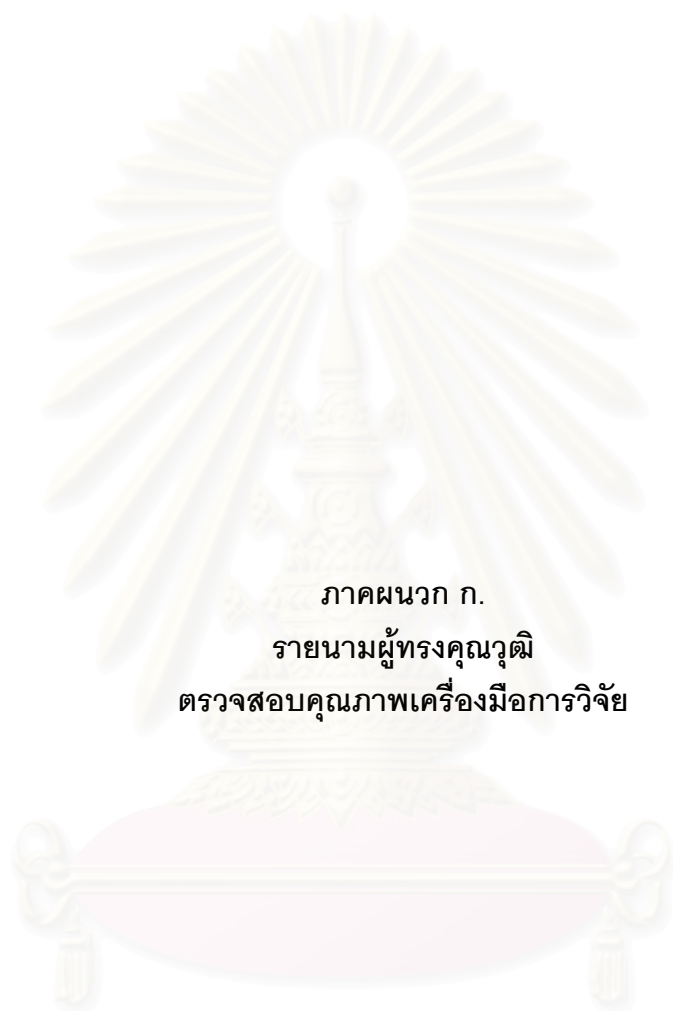 ภาคผนวก ก.
รายนามผู้ทรงคุณวุฒิ
ตรวจสอบคุณภาพเครื่องมือการวิจัย